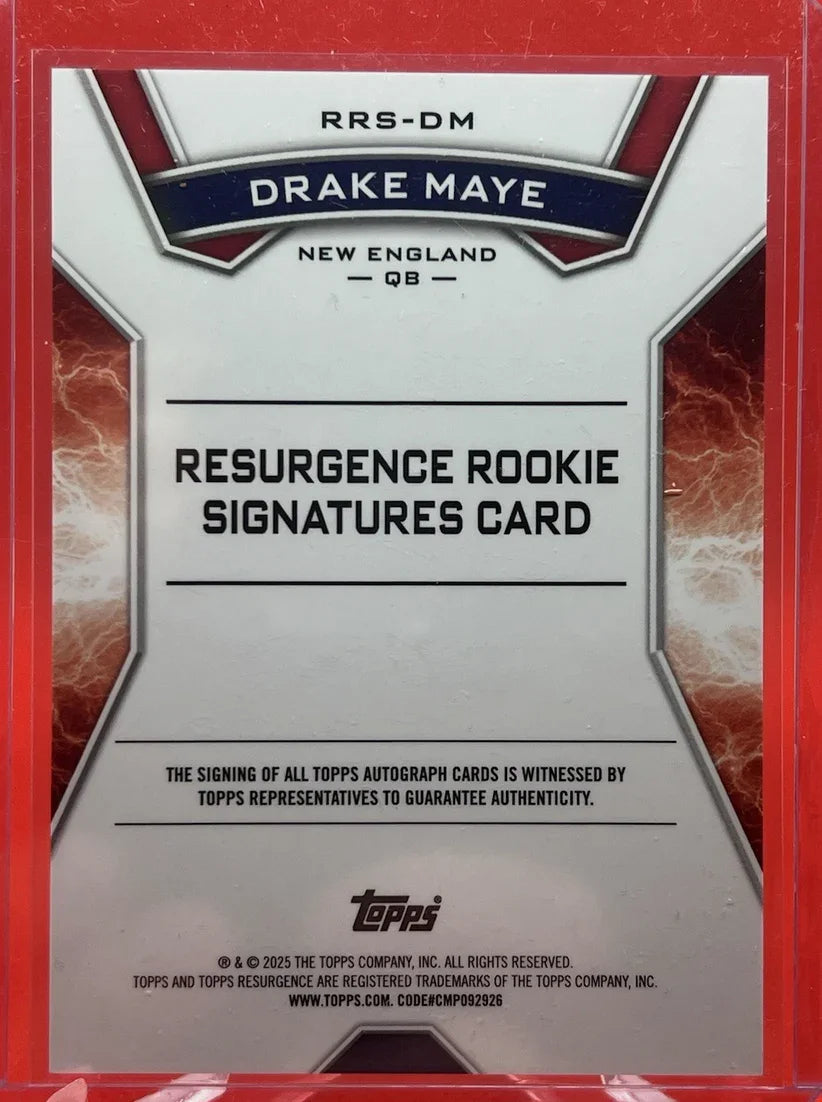 RRS-DM
DRAKE MAYE
NEW ENGLAND
— QB —
RESURGENCE ROOKIE
SIGNATURES CARD
THE SIGNING OF ALL TOPPS AUTOGRAPH CARDS IS WITNESSED BY
TOPPS REPRESENTATIVES TO GUARANTEE AUTHENTICITY.
topps
® & © 2025 THE TOPPS COMPANY, INC. ALL RIGHTS RESERVED.
TOPPS AND TOPPS RESURGENCE ARE REGISTERED TRADEMARKS OF THE TOPPS COMPANY, INC.
WWW.TOPPS.COM. CODE#CMP092926